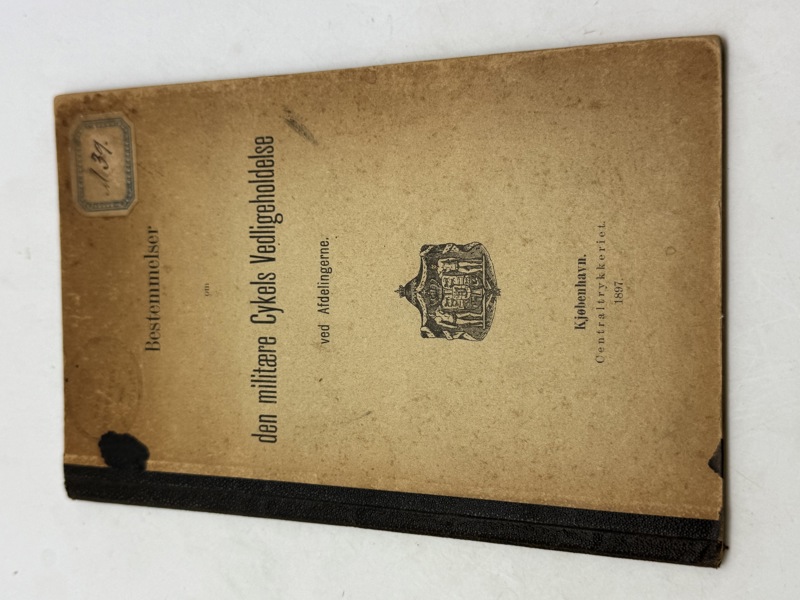 Bestemmelser
om
den militære Cykels Vedligeholdelse
ved Afdelingerne.
Kjøbenhavn.
Centraltrykkeriet.
1897.